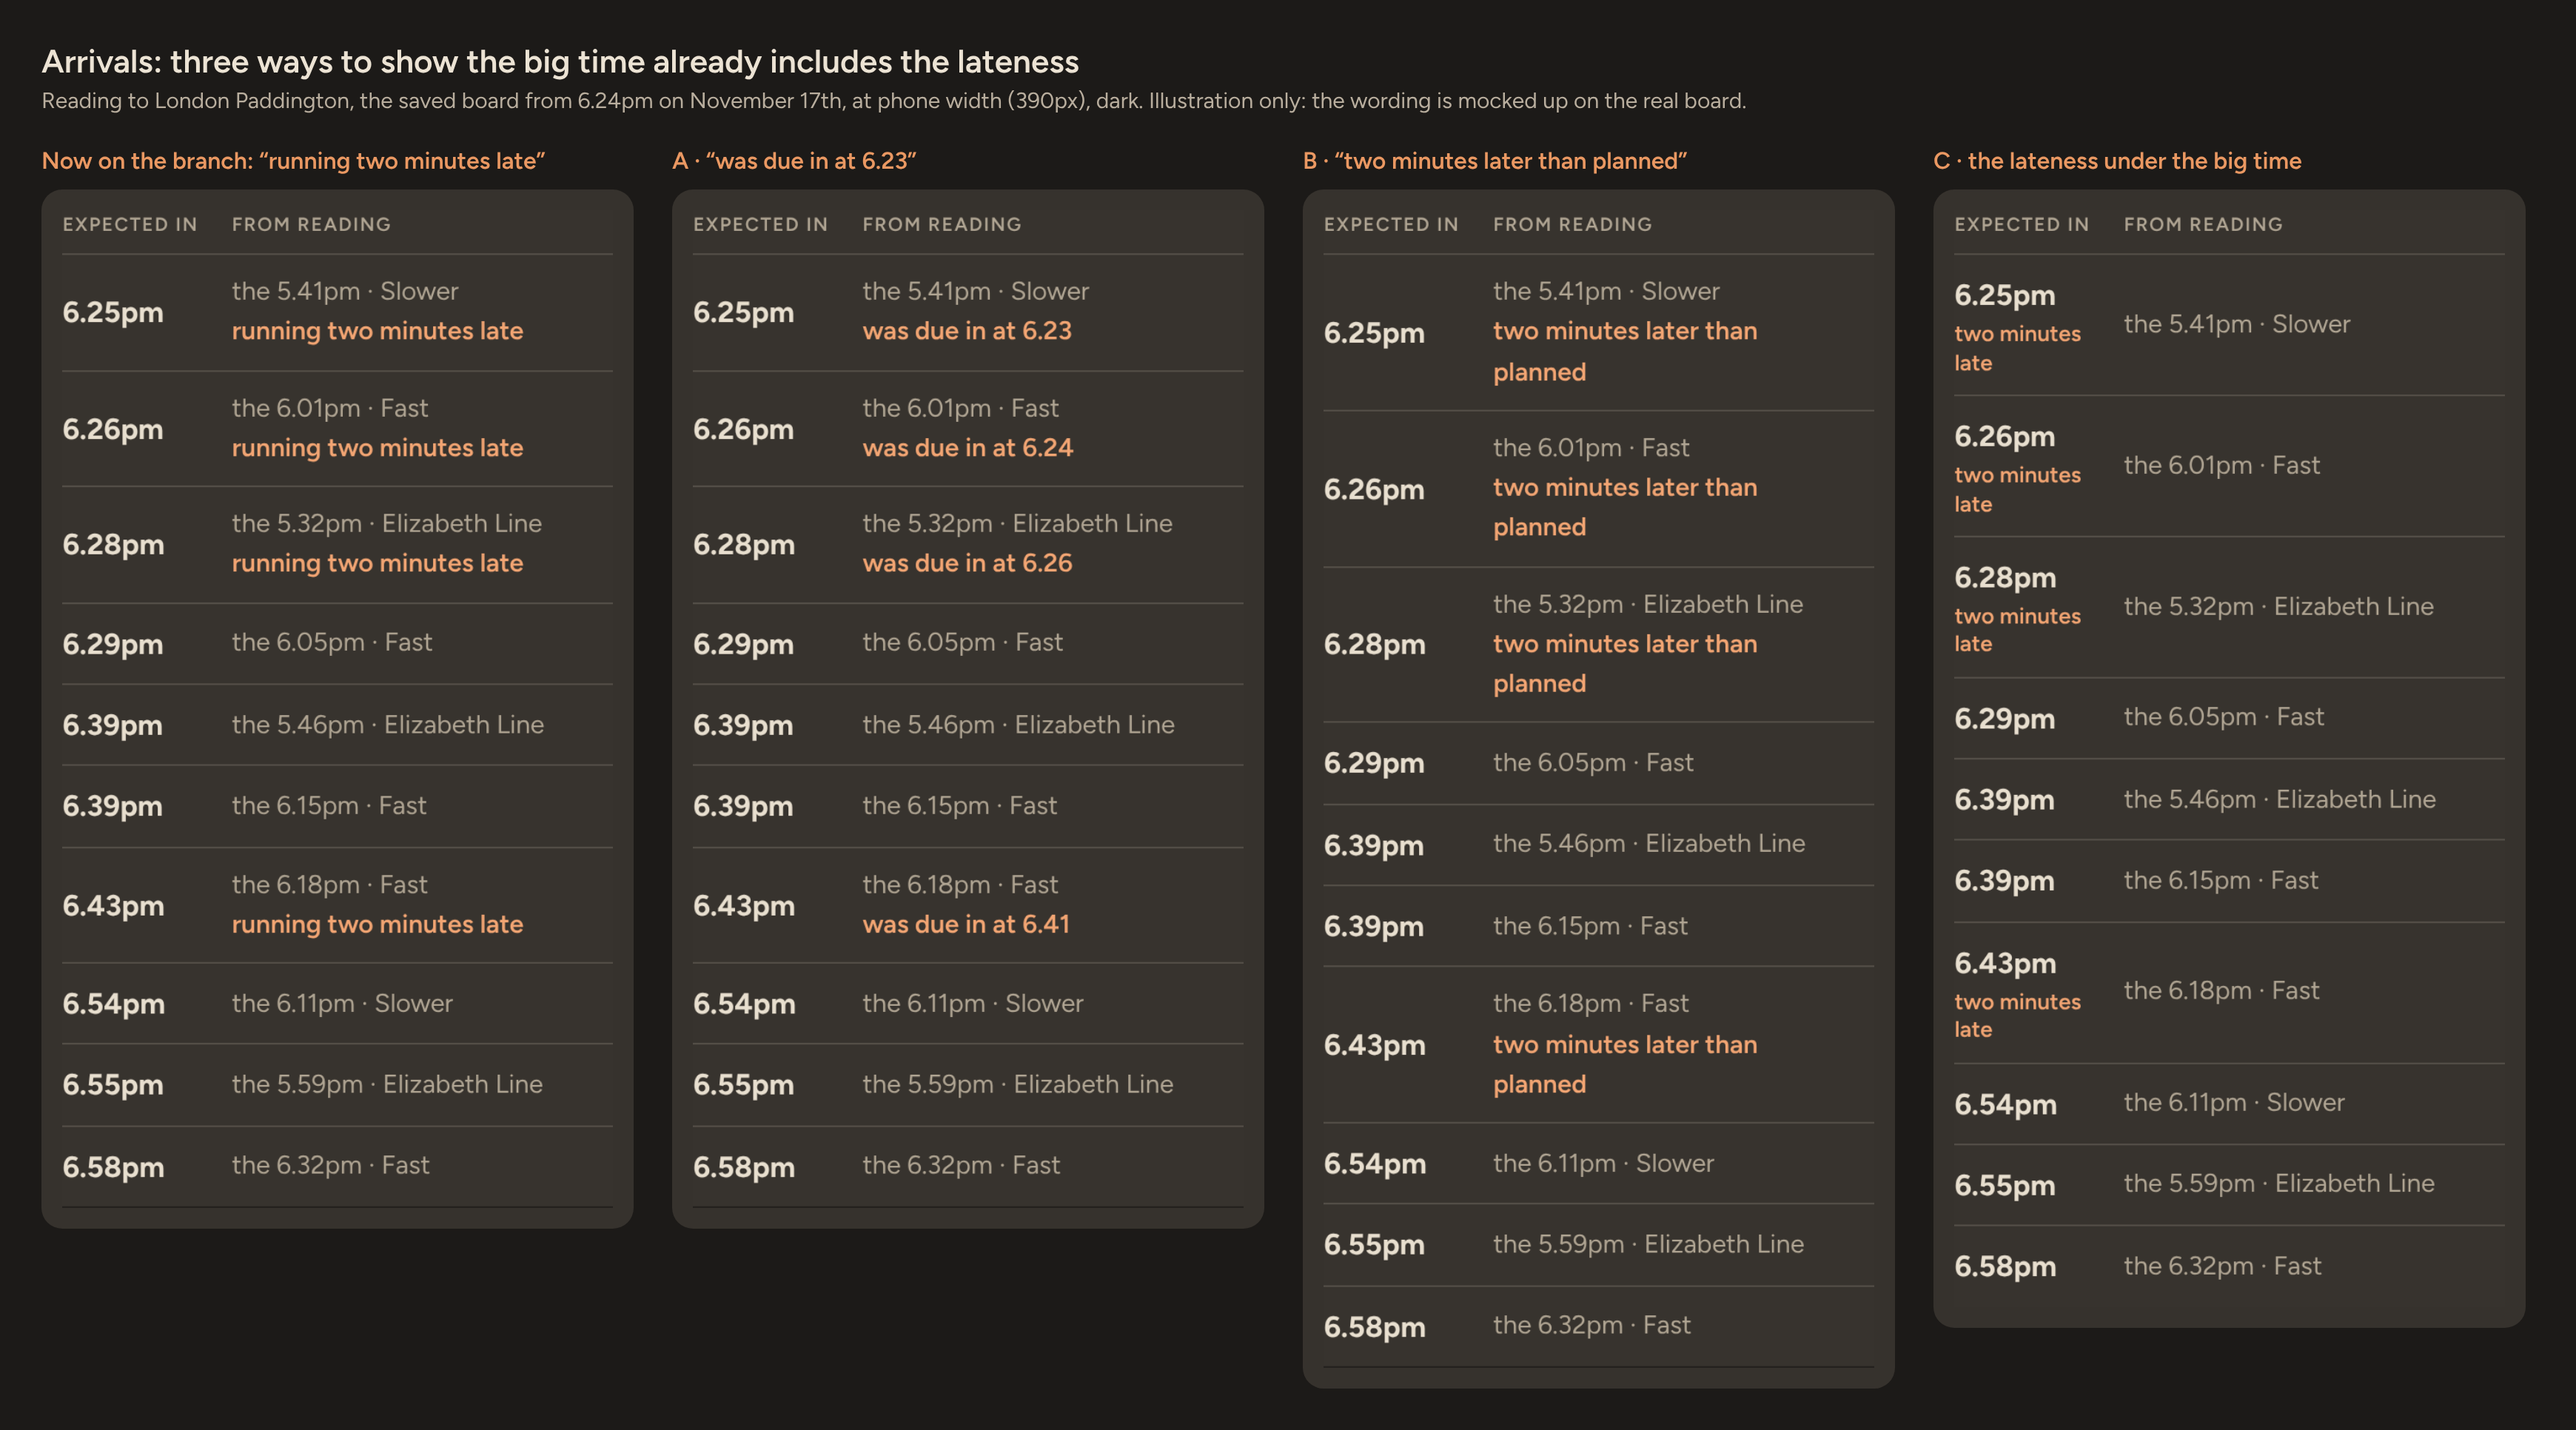 Arrivals: three ways to show the big time already includes the lateness
Reading to London Paddington, the saved board from 6.24pm on November 17th, at phone width (390px), dark. Illustration only: the wording is mocked up on the real board.
Now on the branch: “running two minutes late”
EXPECTED IN FROM READING
6.25pm
the 5.41pm · Slower
running two minutes late
6.26pm
the 6.01pm · Fast
running two minutes late
6.28pm
the 5.32pm · Elizabeth Line
running two minutes late
6.29pm the 6.05pm · Fast
6.39pm the 5.46pm · Elizabeth Line
6.39pm the 6.15pm · Fast
6.43pm
the 6.18pm · Fast
running two minutes late
6.54pm the 6.11pm · Slower
6.55pm the 5.59pm · Elizabeth Line
6.58pm the 6.32pm · Fast
A · “was due in at 6.23”
EXPECTED IN FROM READING
6.25pm
the 5.41pm · Slower
was due in at 6.23
6.26pm
the 6.01pm · Fast
was due in at 6.24
6.28pm
the 5.32pm · Elizabeth Line
was due in at 6.26
6.29pm the 6.05pm · Fast
6.39pm the 5.46pm · Elizabeth Line
6.39pm the 6.15pm · Fast
6.43pm
the 6.18pm · Fast
was due in at 6.41
6.54pm the 6.11pm · Slower
6.55pm the 5.59pm · Elizabeth Line
6.58pm the 6.32pm · Fast
B · “two minutes later than planned”
EXPECTED IN FROM READING
6.25pm
the 5.41pm · Slower
two minutes later than
planned
6.26pm
the 6.01pm · Fast
two minutes later than
planned
6.28pm
the 5.32pm · Elizabeth Line
two minutes later than
planned
6.29pm the 6.05pm · Fast
6.39pm the 5.46pm · Elizabeth Line
6.39pm the 6.15pm · Fast
6.43pm
the 6.18pm · Fast
two minutes later than
planned
6.54pm the 6.11pm · Slower
6.55pm the 5.59pm · Elizabeth Line
6.58pm the 6.32pm · Fast
C · the lateness under the big time
EXPECTED IN FROM READING
6.25pm
two minutes
late
the 5.41pm · Slower
6.26pm
two minutes
late
the 6.01pm · Fast
6.28pm
two minutes
late
the 5.32pm · Elizabeth Line
6.29pm the 6.05pm · Fast
6.39pm the 5.46pm · Elizabeth Line
6.39pm the 6.15pm · Fast
6.43pm
two minutes
late
the 6.18pm · Fast
6.54pm the 6.11pm · Slower
6.55pm the 5.59pm · Elizabeth Line
6.58pm the 6.32pm · Fast